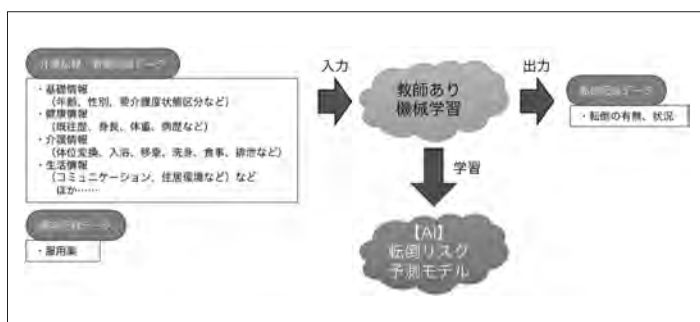 ・基礎情報
(年齢、性別、要介護度状態区分など)
・健康情報
(既往歴、身長、体重、病歴など)
・介護情報
(体位変換、入浴、移乗、洗身、食事、排泄など)
・生活情報
(コミュニケーション、住居環境など)など
ほか……
・服用薬
入力
教師あり
機械学習
学習
【AI】
転倒リスク
予測モデル
出力
・転倒の有無、状況